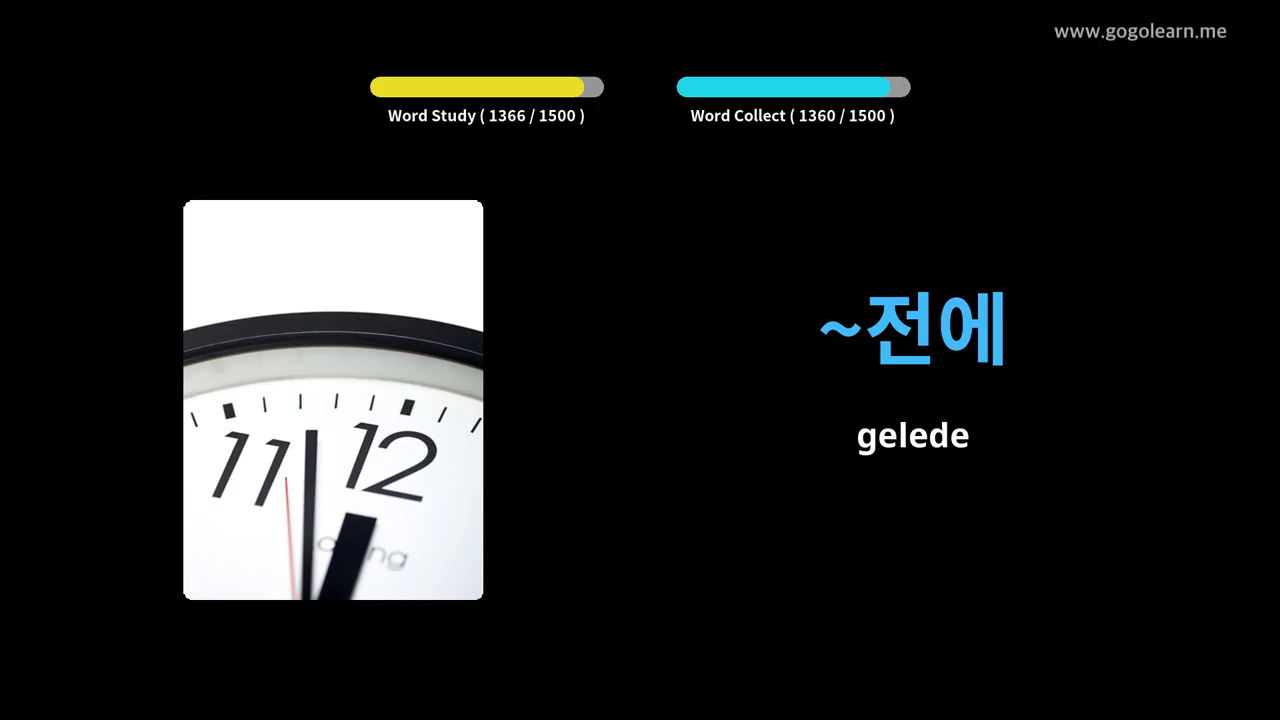 www.gogolearn.me
Word Study ( 1366 / 1500 )
Word Collect ( 1360 / 1500 )
~전에
gelede
11 12